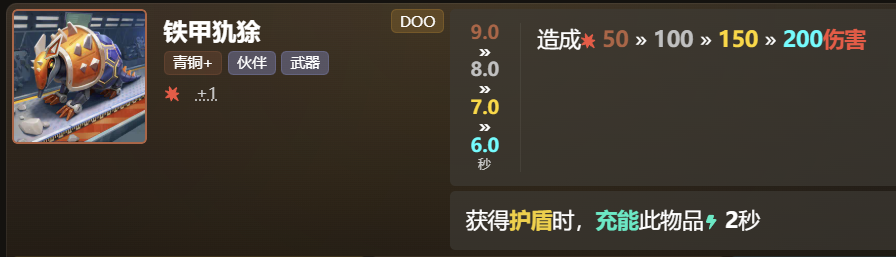 铁甲犰狳
DOO
青铜+ 伙伴 武器
+1
9.0
»
8.0
»
7.0
»
6.0
秒
造成 50 » 100 » 150 » 200伤害
获得护盾时，充能此物品 2秒